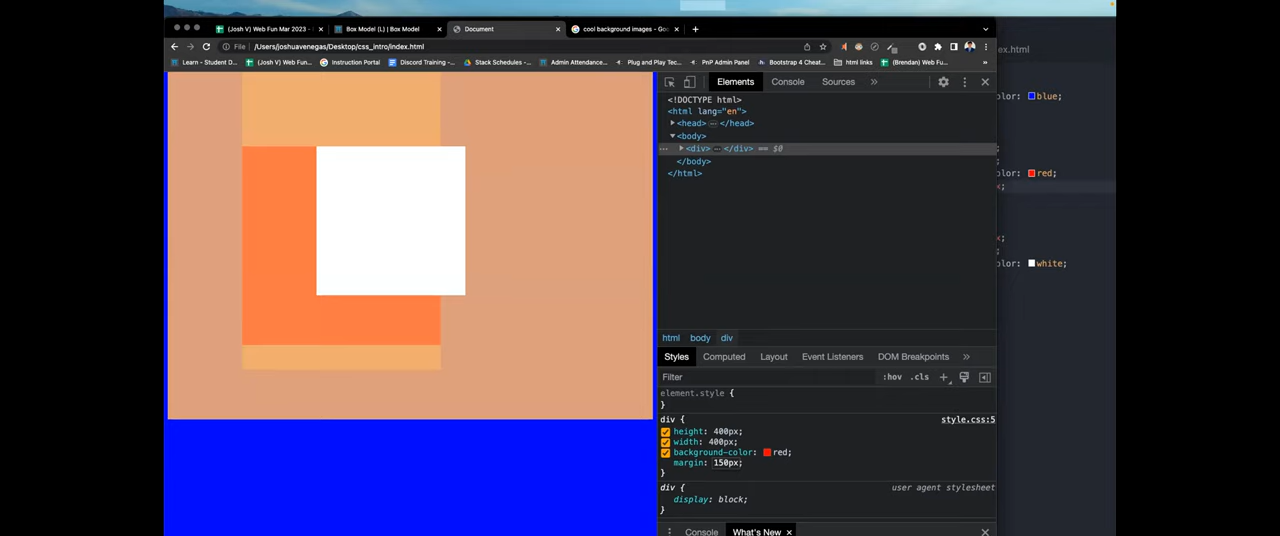 (Josh V) Web Fun Mar 2023 -
Box Model (L) | Box Model
Document
cool background images - Goo
File | /Users/joshuavenegas/Desktop/css_intro/index.html
Learn - Student D...
(Josh V) Web Fun...
Instruction Portal
Discord Training –...
Stack Schedules –...
Admin Attendance...
Plug and Play Tec...
PnP Admin Panel
Bootstrap 4 Cheat...
html links
(Brendan) Web Fu...
»
ex.html
Elements
Console
Sources
»
<!DOCTYPE html>
<html lang="en">
<head> … </head>
<body>
… <div> … </div> == $0
</body>
</html>
olor: blue;
;
;
olor: red;
x;
x;
;
olor: white;
html body div
Styles
Computed
Layout
Event Listeners
DOM Breakpoints
»
Filter
:hov .cls +
element.style {
}
div {
style.css:5
height: 400px;
width: 400px;
background-color: red;
margin: 150px;
}
div {
user agent stylesheet
display: block;
}
Console
What's New